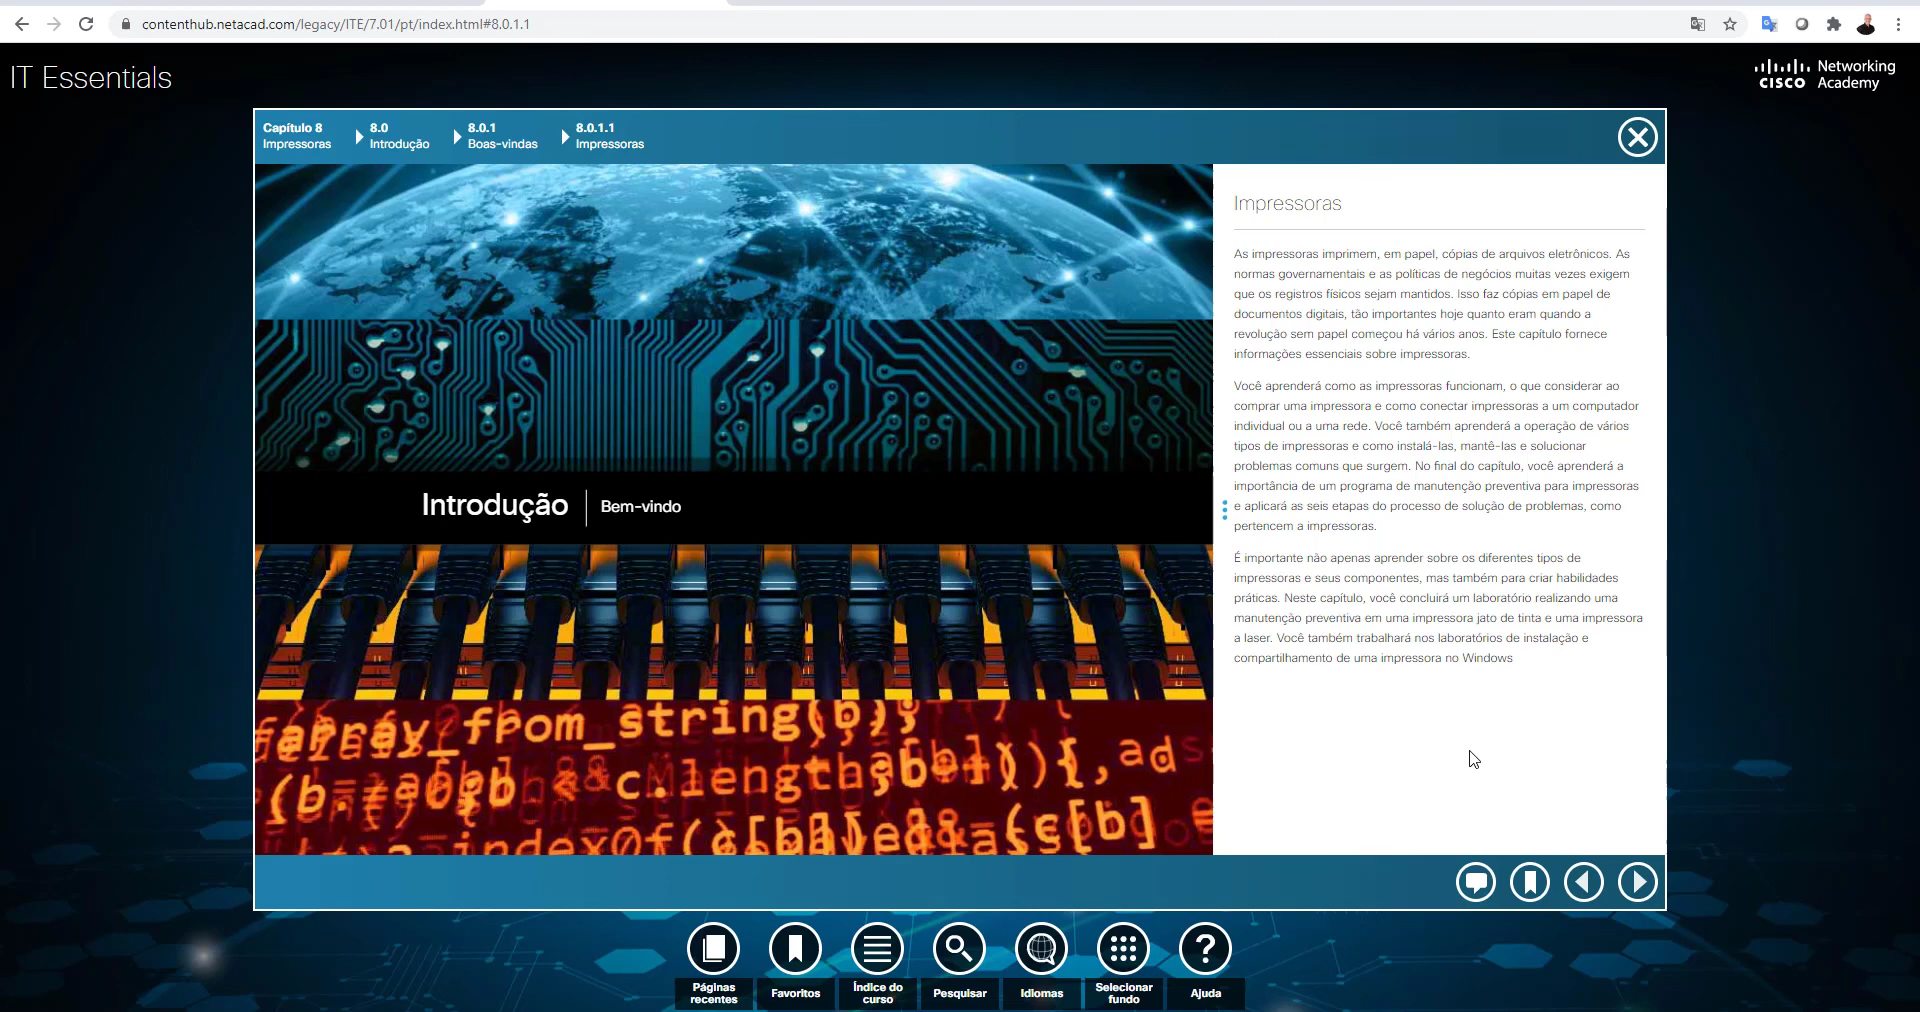 contenthub.netacad.com/legacy/ITE/7.01/pt/index.html#8.0.1.1
IT Essentials
Networking
CISCO Academy
Capítulo 8
Impressoras
8.0
Introdução
8.0.1
Boas-vindas
8.0.1.1
Impressoras
Introdução
Bem-vindo
array_from_string(b);
c.length
indexOf(
Impressoras
As impressoras imprimem, em papel, cópias de arquivos eletrônicos. As
normas governamentais e as políticas de negócios muitas vezes exigem
que os registros físicos sejam mantidos. Isso faz cópias em papel de
documentos digitais, tão importantes hoje quanto eram quando a
revolução sem papel começou há vários anos. Este capítulo fornece
informações essenciais sobre impressoras.
Você aprenderá como as impressoras funcionam, o que considerar ao
comprar uma impressora e como conectar impressoras a um computador
individual ou a uma rede. Você também aprenderá a operação de vários
tipos de impressoras e como instalá-las, mantê-las e solucionar
problemas comuns que surgem. No final do capítulo, você aprenderá a
importância de um programa de manutenção preventiva para impressoras
e aplicará as seis etapas do processo de solução de problemas, como
pertencem a impressoras.
É importante não apenas aprender sobre os diferentes tipos de
impressoras e seus componentes, mas também para criar habilidades
práticas. Neste capítulo, você concluirá um laboratório realizando uma
manutenção preventiva em uma impressora jato de tinta e uma impressora
a laser. Você também trabalhará nos laboratórios de instalação e
compartilhamento de uma impressora no Windows
Páginas
recentes
Favoritos
Índice do
curso
Pesquisar
Idiomas
Selecionar
fundo
Ajuda